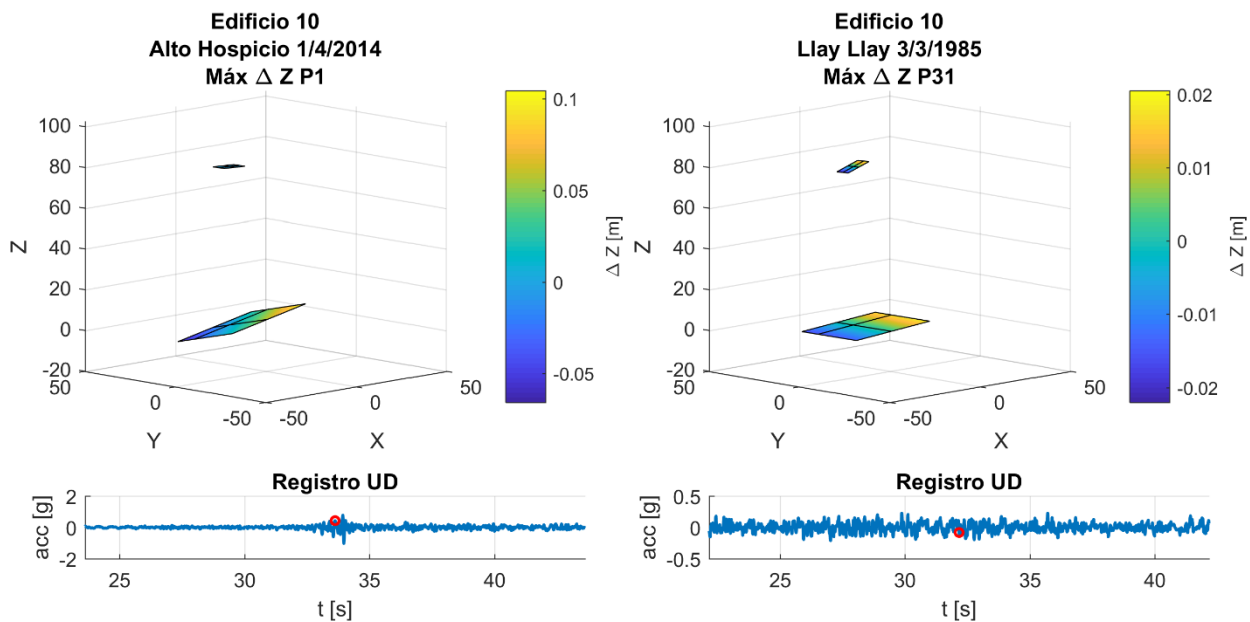 Edificio 10
Alto Hospicio 1/4/2014
Máx Δ Z P1
100
80
60
40
20
0
-20
Z
50
0
-50
Y
-50
0
50
X
0.1
0.05
0
-0.05
Δ Z [m]
Edificio 10
Llay Llay 3/3/1985
Máx Δ Z P31
100
80
60
40
20
0
-20
Z
50
0
-50
Y
-50
0
50
X
0.02
0.01
0
-0.01
-0.02
Δ Z [m]
Registro UD
2
0
-2
acc [g]
25
30
35
40
t [s]
Registro UD
0.5
0
-0.5
acc [g]
25
30
35
40
t [s]